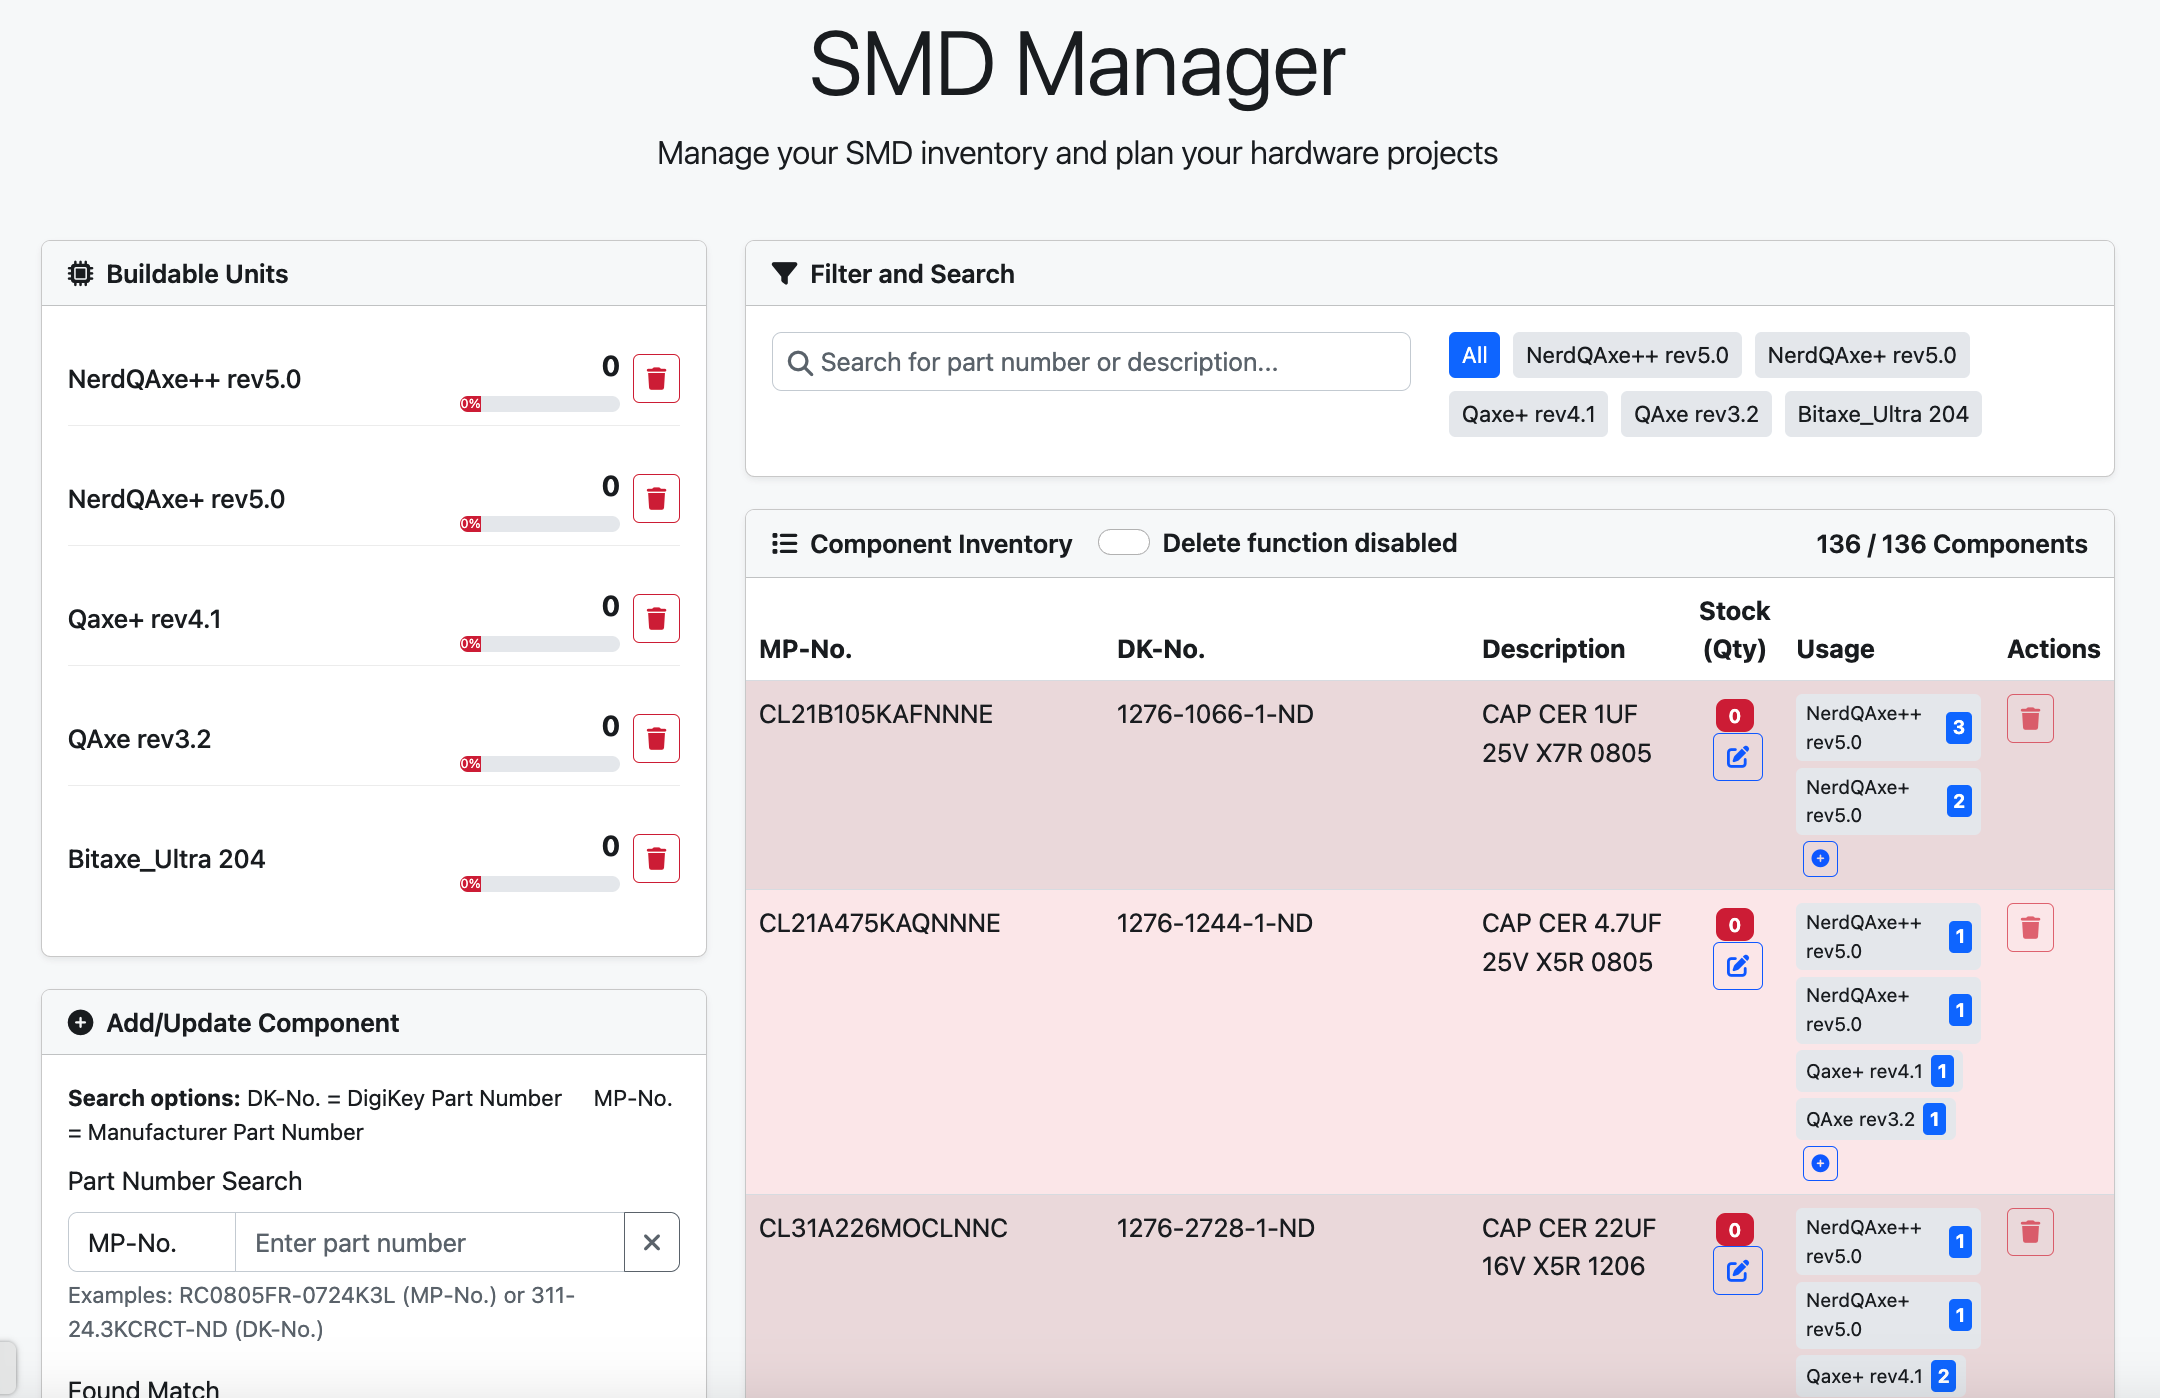 SMD Manager
Manage your SMD inventory and plan your hardware projects
Buildable Units
NerdQAxe++ rev5.0
0
0%
NerdQAxe+ rev5.0
0
0%
Qaxe+ rev4.1
0
0%
QAxe rev3.2
0
0%
Bitaxe_Ultra 204
0
0%
Add/Update Component
Search options: DK-No. = DigiKey Part Number MP-No.
= Manufacturer Part Number
Part Number Search
MP-No.
Enter part number
Examples: RC0805FR-0724K3L (MP-No.) or 311-
24.3KCRCT-ND (DK-No.)
Found Match
Filter and Search
Search for part number or description...
All
NerdQAxe++ rev5.0
NerdQAxe+ rev5.0
Qaxe+ rev4.1
QAxe rev3.2
Bitaxe_Ultra 204
Component Inventory
Delete function disabled
136 / 136 Components
MP-No.
DK-No.
Description
Stock
(Qty)
Usage
Actions
CL21B105KAFNNNE
1276-1066-1-ND
CAP CER 1UF
25V X7R 0805
0
NerdQAxe++
rev5.0
3
NerdQAxe+
rev5.0
2
CL21A475KAQNNNE
1276-1244-1-ND
CAP CER 4.7UF
25V X5R 0805
0
NerdQAxe++
rev5.0
1
NerdQAxe+
rev5.0
1
Qaxe+ rev4.1 1
QAxe rev3.2 1
CL31A226MOCLNNC
1276-2728-1-ND
CAP CER 22UF
16V X5R 1206
0
NerdQAxe++
rev5.0
1
NerdQAxe+
rev5.0
1
Qaxe+ rev4.1 2